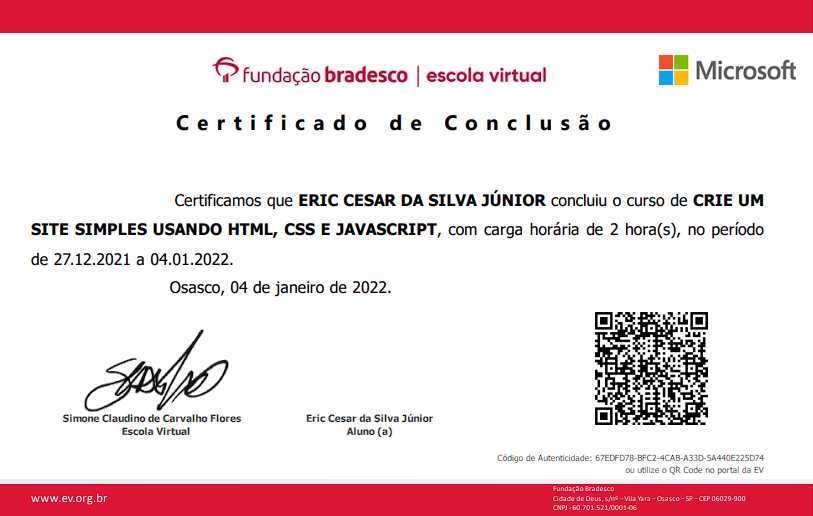 fundação bradesco | escola virtual
Microsoft
Certificado de Conclusão
Certificamos que ERIC CESAR DA SILVA JÚNIOR concluiu o curso de CRIE UM
SITE SIMPLES USANDO HTML, CSS E JAVASCRIPT, com carga horária de 2 hora(s), no período
de 27.12.2021 a 04.01.2022.
Osasco, 04 de janeiro de 2022.
Simone Claudino de Carvalho Flores
Escola Virtual
Eric Cesar da Silva Júnior
Aluno (a)
Código de Autenticidade: 67EDFD78-BFC2-4CAB-A33D-5A440E225D74
ou utilize o QR Code no portal da EV
www.ev.org.br
Fundação Bradesco
Cidade de Deus, s/nº – Vila Yara – Osasco – SP – CEP 06029-900
CNPJ - 60.701.521/0001-06